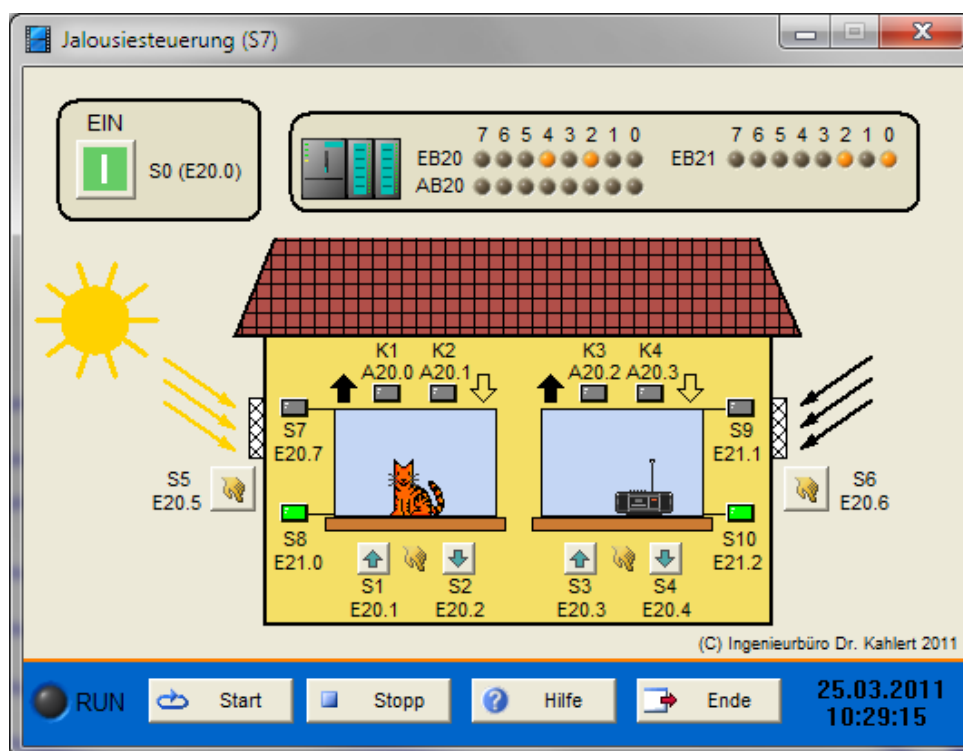 Jalousiesteuerung (S7)
EIN
S0 (E20.0)
7 6 5 4 3 2 1 0
EB20
AB20
7 6 5 4 3 2 1 0
EB21
K1
A20.0
K2
A20.1
K3
A20.2
K4
A20.3
S7
E20.7
S9
E21.1
S5
E20.5
S6
E20.6
S8
E21.0
S10
E21.2
S1
E20.1
S2
E20.2
S3
E20.3
S4
E20.4
(C) Ingenieurbüro Dr. Kahlert 2011
RUN
Start
Stopp
Hilfe
Ende
25.03.2011
10:29:15